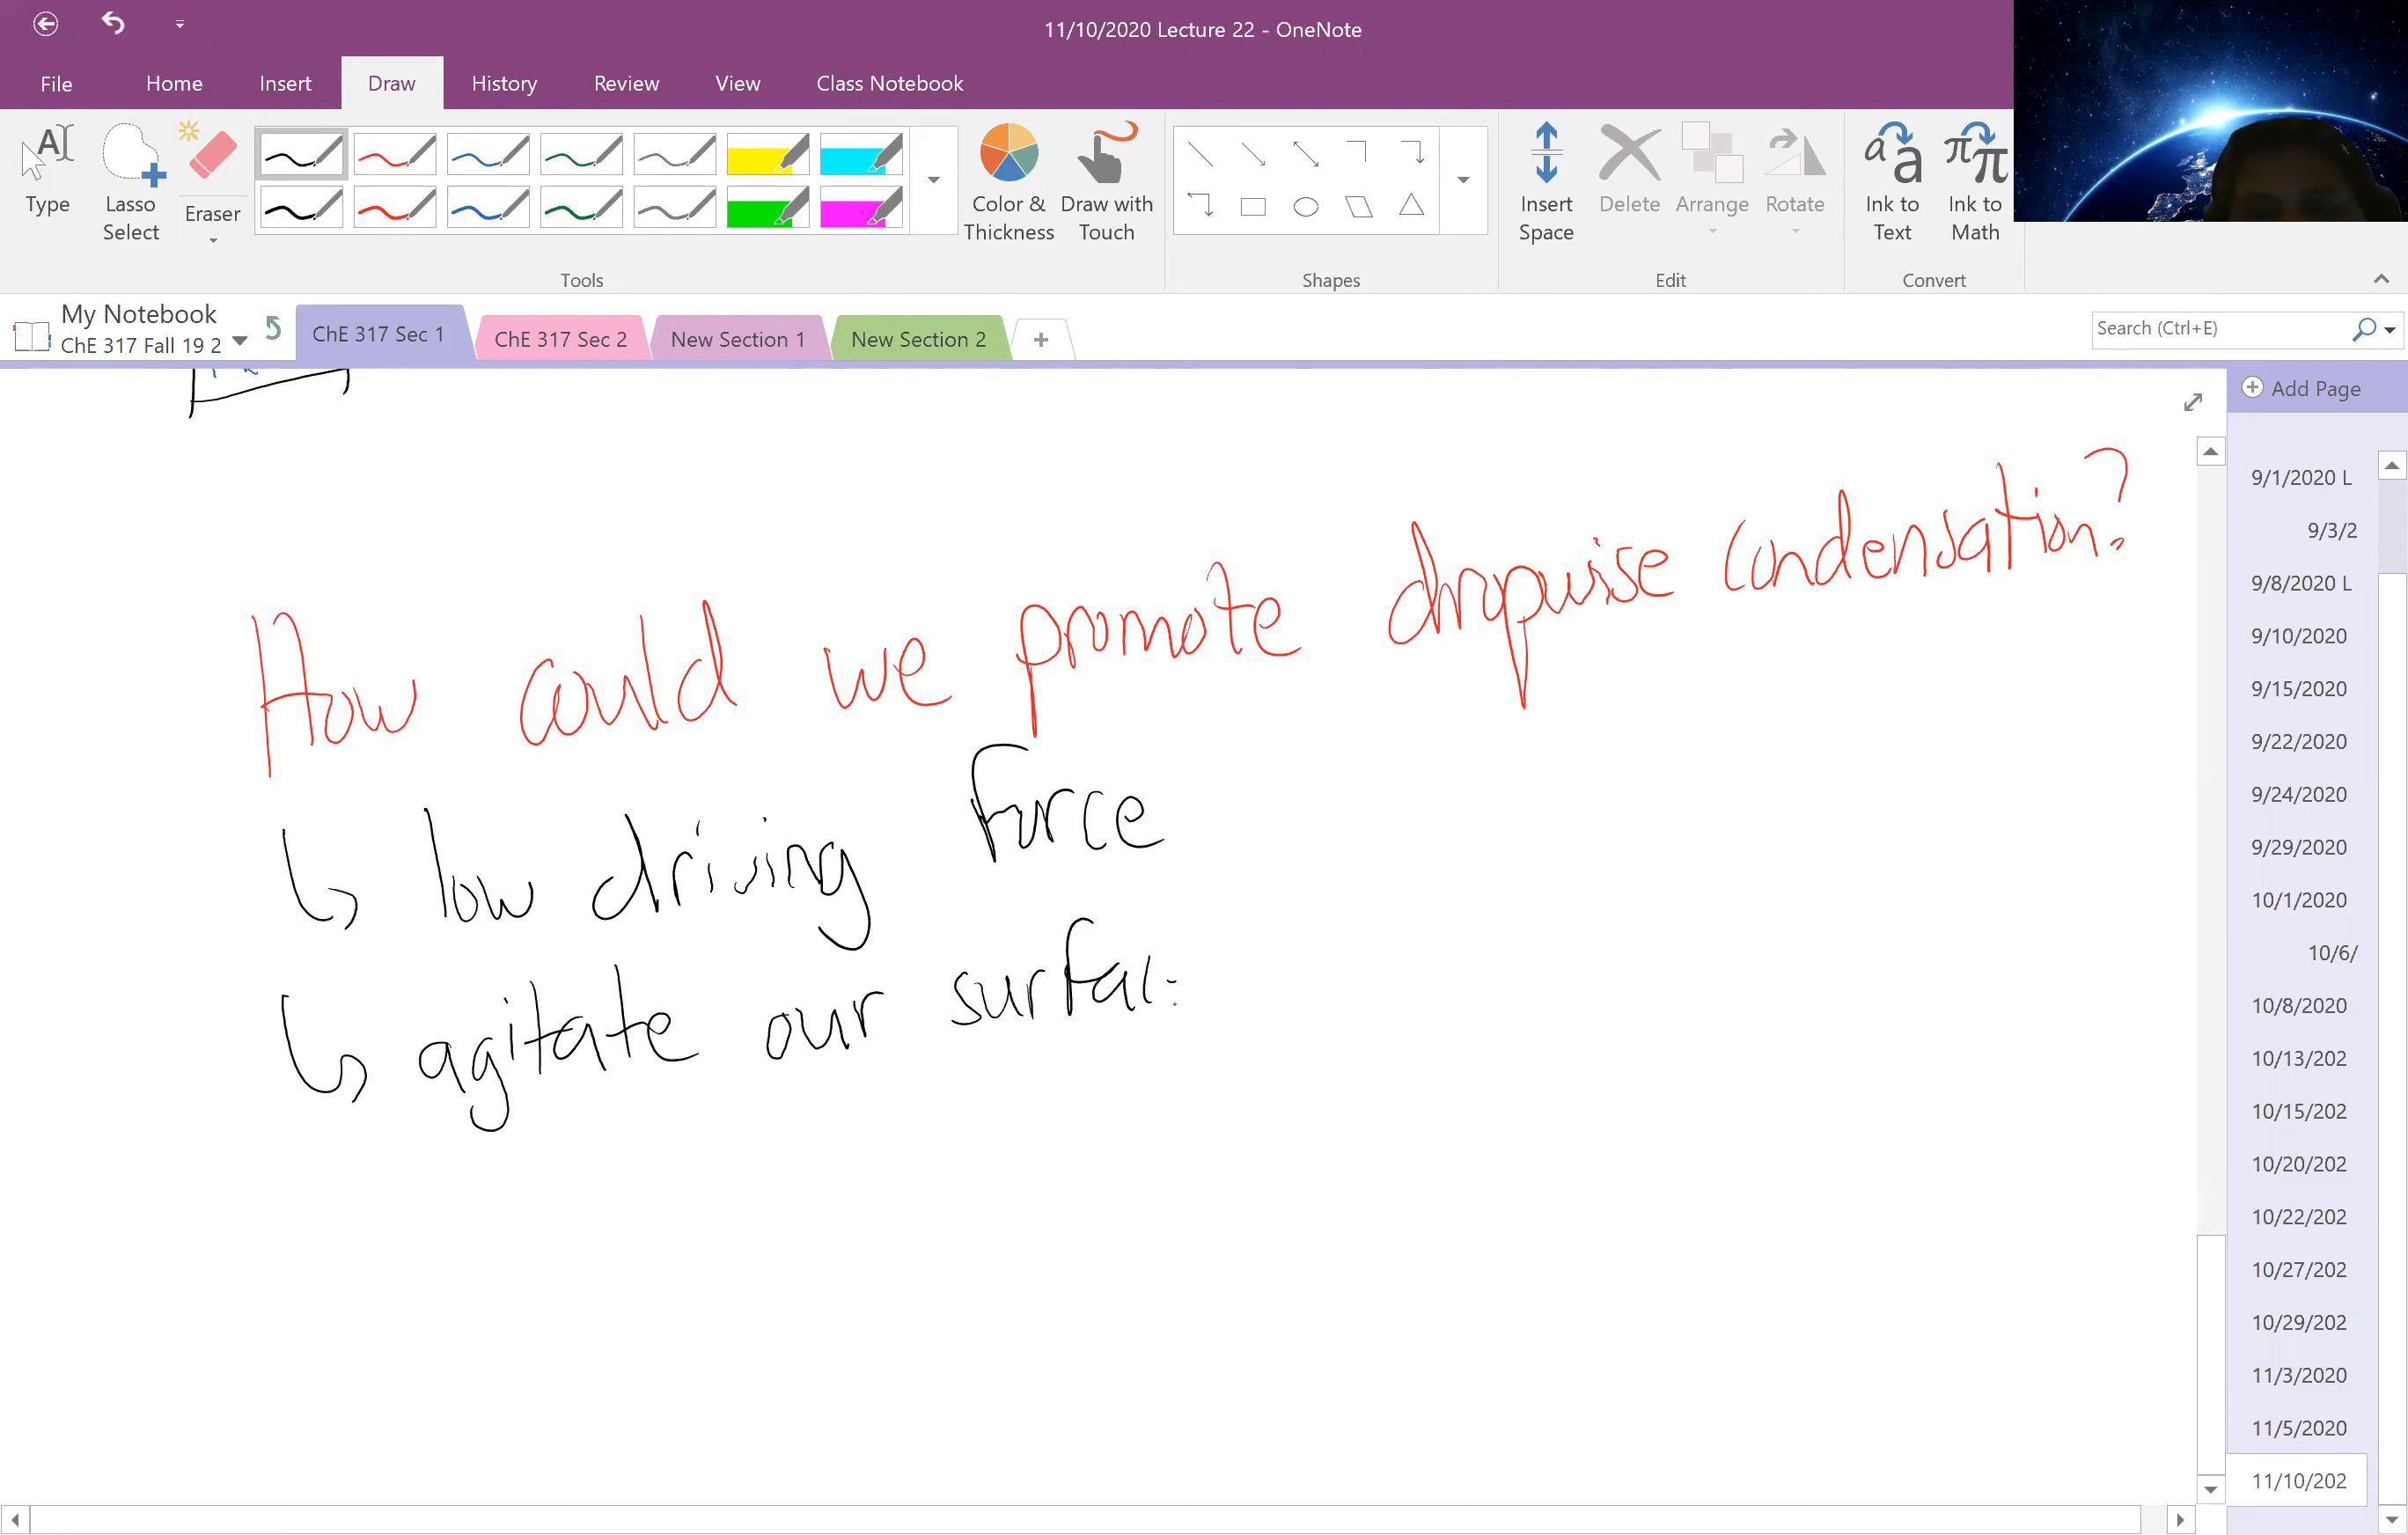 11/10/2020 Lecture 22 - OneNote
File Home Insert Draw History Review View Class Notebook
Type
Lasso Select
Eraser
Color & Thickness
Draw with Touch
Insert Space
Delete
Arrange
Rotate
Ink to Text
Ink to Math
Tools Shapes Edit Convert
My Notebook
ChE 317 Fall 19 2
ChE 317 Sec 1 ChE 317 Sec 2 New Section 1 New Section 2 +
Search (Ctrl+E)
Add Page
How could we promote dropwise condensation?
↳ low driving force
↳ agitate our surfac
9/1/2020 L
9/3/2
9/8/2020 L
9/10/2020
9/15/2020
9/22/2020
9/24/2020
9/29/2020
10/1/2020
10/6/
10/8/2020
10/13/202
10/15/202
10/20/202
10/22/202
10/27/202
10/29/202
11/3/2020
11/5/2020
11/10/202